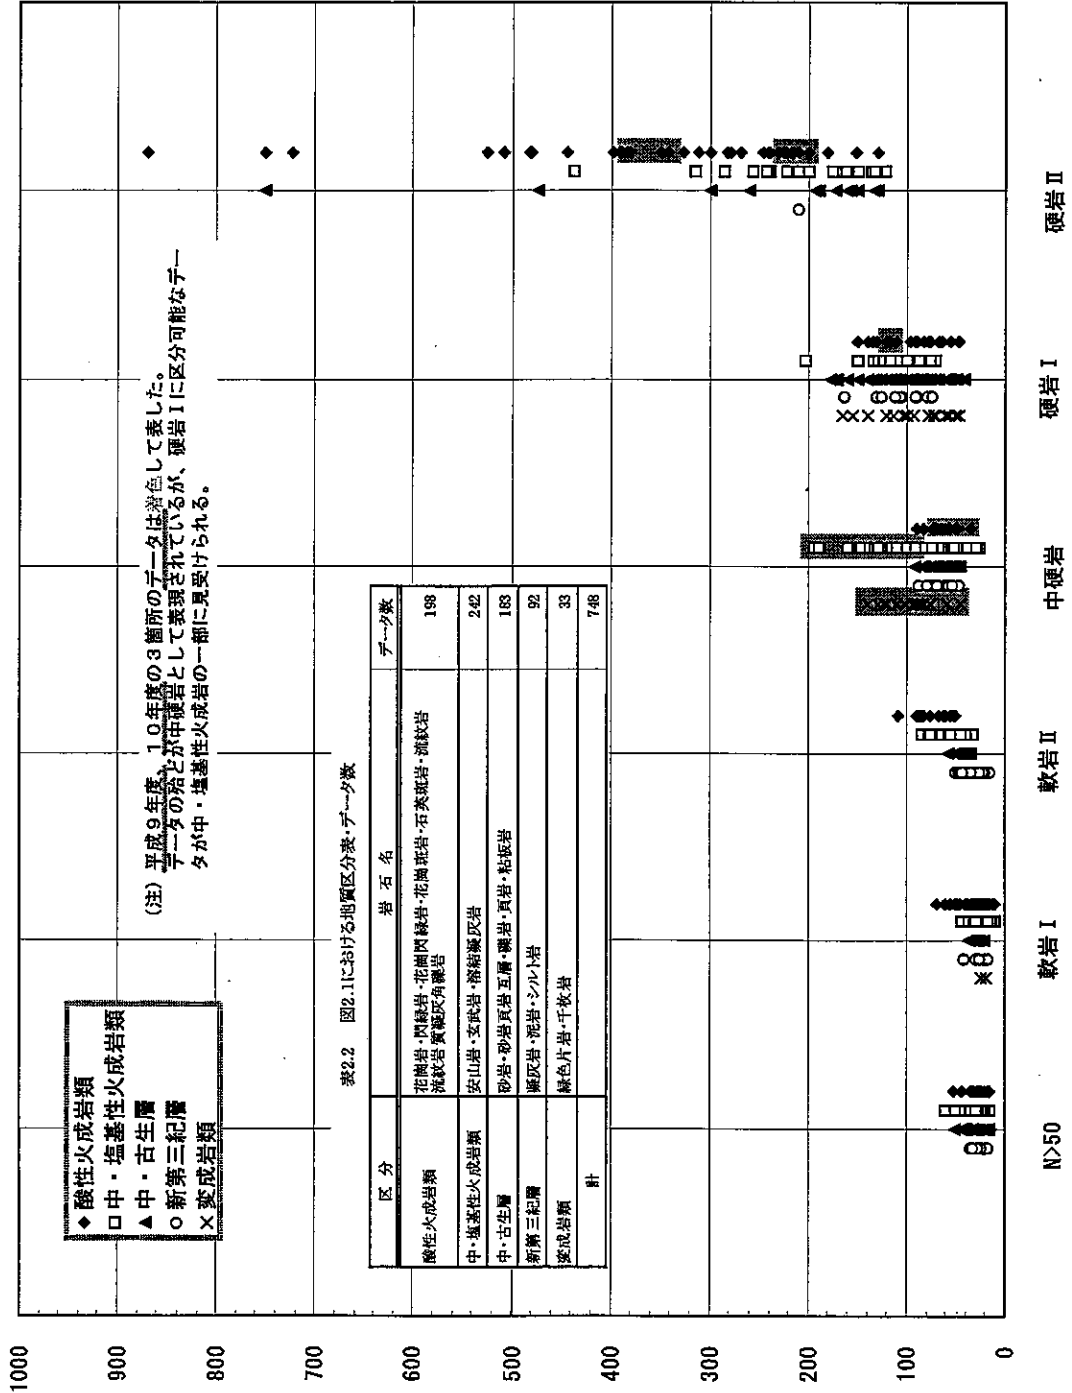 1000
900
800
700
600
500
400
300
200
100
0
◆ 酸性火成岩類
□ 中・塩基性火成岩類
▲ 中・古生層
○ 新第三紀層
× 変成岩類
(注) 平成9年度、10年度の3箇所のデータは着色して表した。
データの殆どが中硬岩として表現されているが、硬岩Ⅰに区分可能なデー
タが中・塩基性火成岩の一部に見受けられる。
表2.2 図2.1における地質区分表・データ数
区分 岩石名 データ数
酸性火成岩類 花崗岩・閃緑岩・花崗閃緑岩・花崗斑岩・石英斑岩・流紋岩 198
流紋岩質凝灰角礫岩
中・塩基性火成岩類 安山岩・玄武岩・溶結凝灰岩 242
中・古生層 砂岩・砂岩頁岩互層・礫岩・頁岩・粘板岩 183
新第三紀層 凝灰岩・泥岩・シルト岩 92
変成岩類 緑色片岩・千枚岩 33
計 748
N>50
軟岩Ⅰ
軟岩Ⅱ
中硬岩
硬岩Ⅰ
硬岩Ⅱ